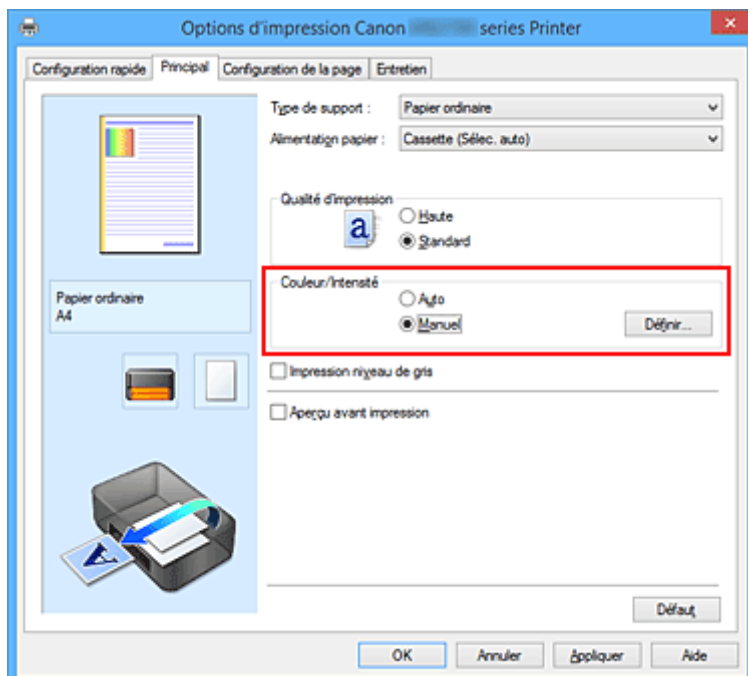 Options d'impression Canon series Printer
Configuration rapide Principal Configuration de la page Entretien
Type de support : Papier ordinaire
Alimentation papier : Cassette (Sélec. auto)
Qualité d'impression
a
Haute
Standard
Couleur/Intensité
Auto
Manuel Définir...
Papier ordinaire
A4
Impression niveau de gris
Aperçu avant impression
A
Défaut
OK Annuler Appliquer Aide